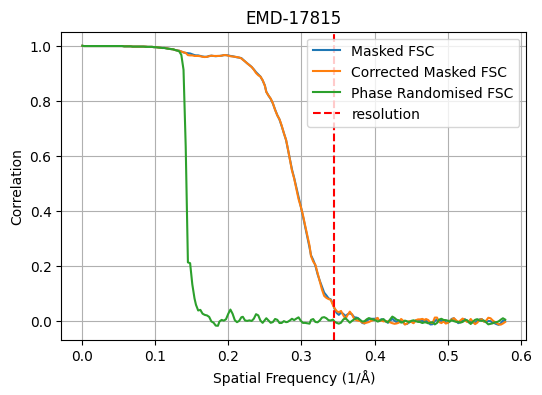 EMD-17815
Masked FSC
Corrected Masked FSC
Phase Randomised FSC
resolution
1.0
0.8
0.6
0.4
0.2
0.0
Correlation
0.0 0.1 0.2 0.3 0.4 0.5 0.6
Spatial Frequency (1/Å)